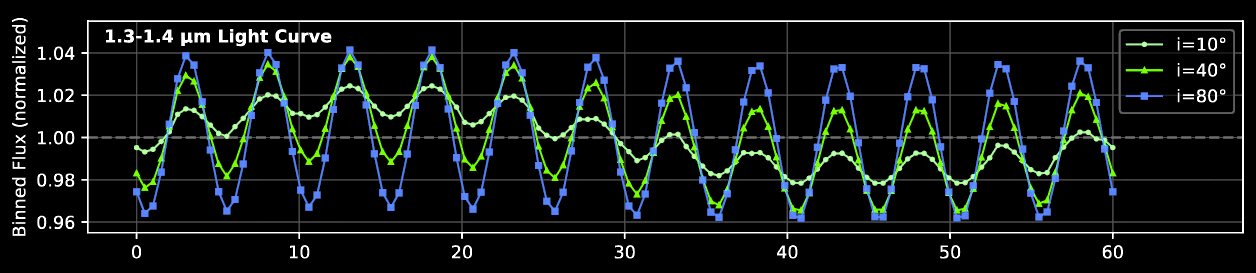 1.3-1.4 μm Light Curve
Binned Flux (normalized)
1.04
1.02
1.00
0.98
0.96
0 10 20 30 40 50 60
i=10°
i=40°
i=80°